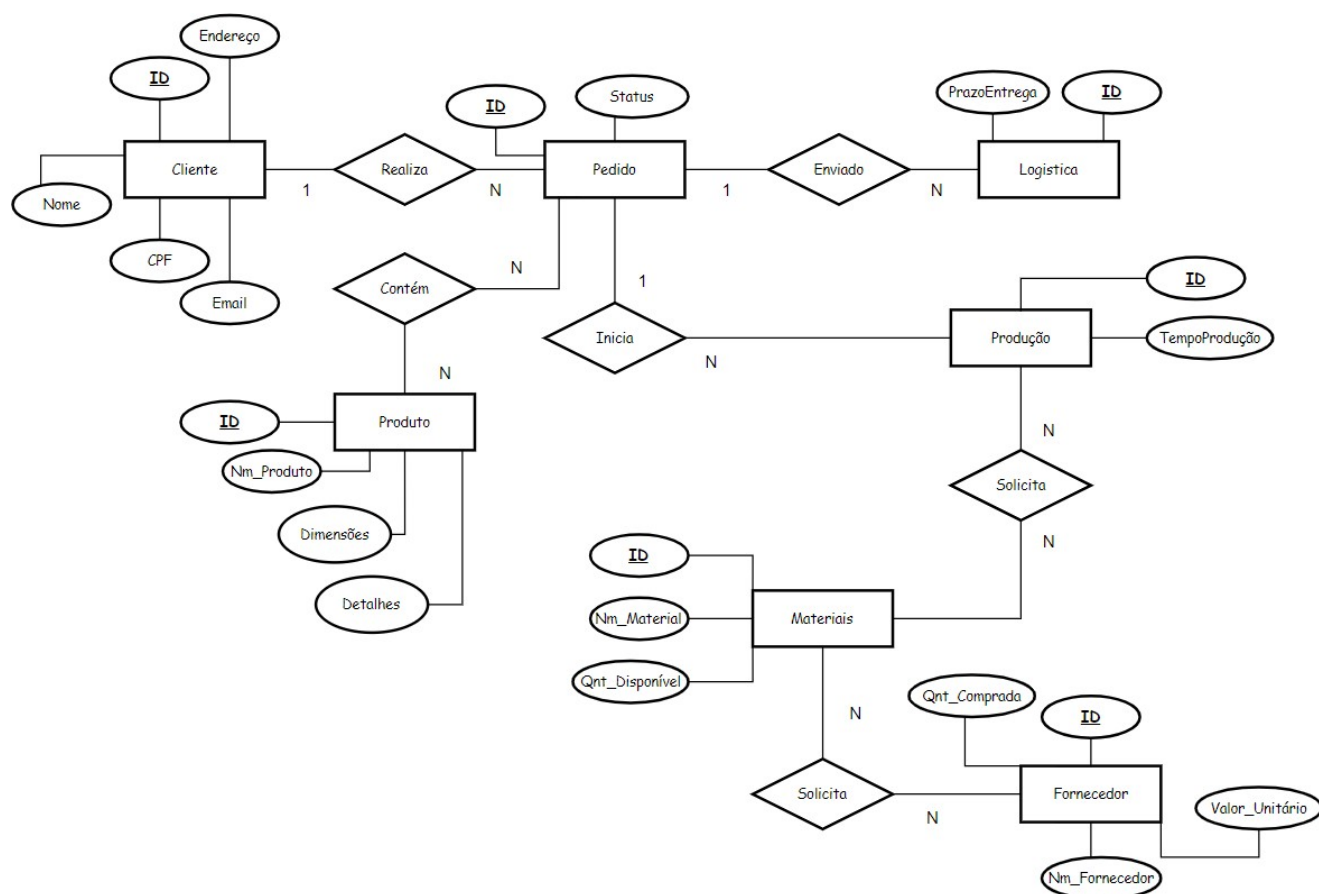 Endereço
ID
Status
ID
PrazoEntrega
ID
Cliente
1
Realiza
N
Pedido
1
Enviado
N
Logistica
Nome
CPF
Email
Contém
N
1
ID
Inicia
N
Produção
TempoProdução
N
ID
Produto
N
Nm_Produto
Solicita
Dimensões
N
ID
Detalhes
Nm_Material
Materiais
Qnt_Disponível
N
Qnt_Comprada
ID
Solicita
N
Fornecedor
Valor_Unitário
Nm_Fornecedor